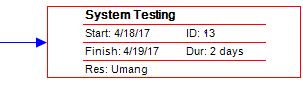 System Testing
Start: 4/18/17 ID: 13
Finish: 4/19/17 Dur: 2 days
Res: Umang